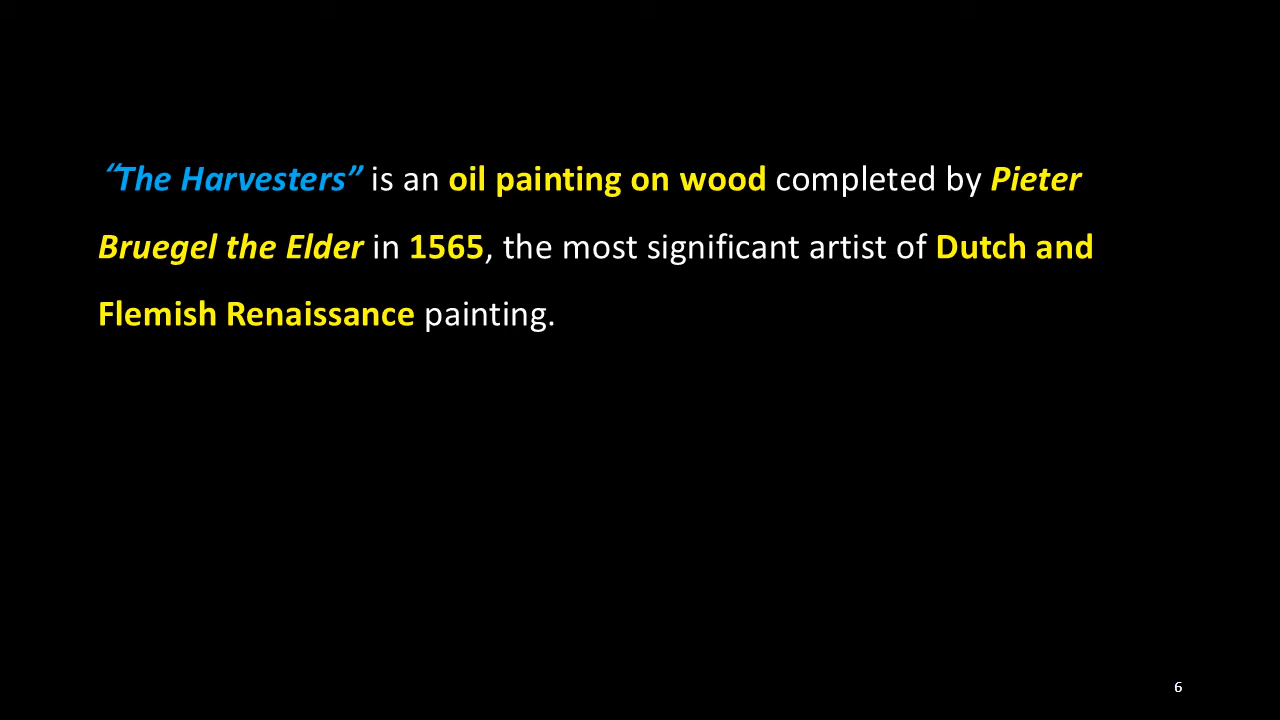 “The Harvesters” is an oil painting on wood completed by Pieter
Bruegel the Elder in 1565, the most significant artist of Dutch and
Flemish Renaissance painting.
6